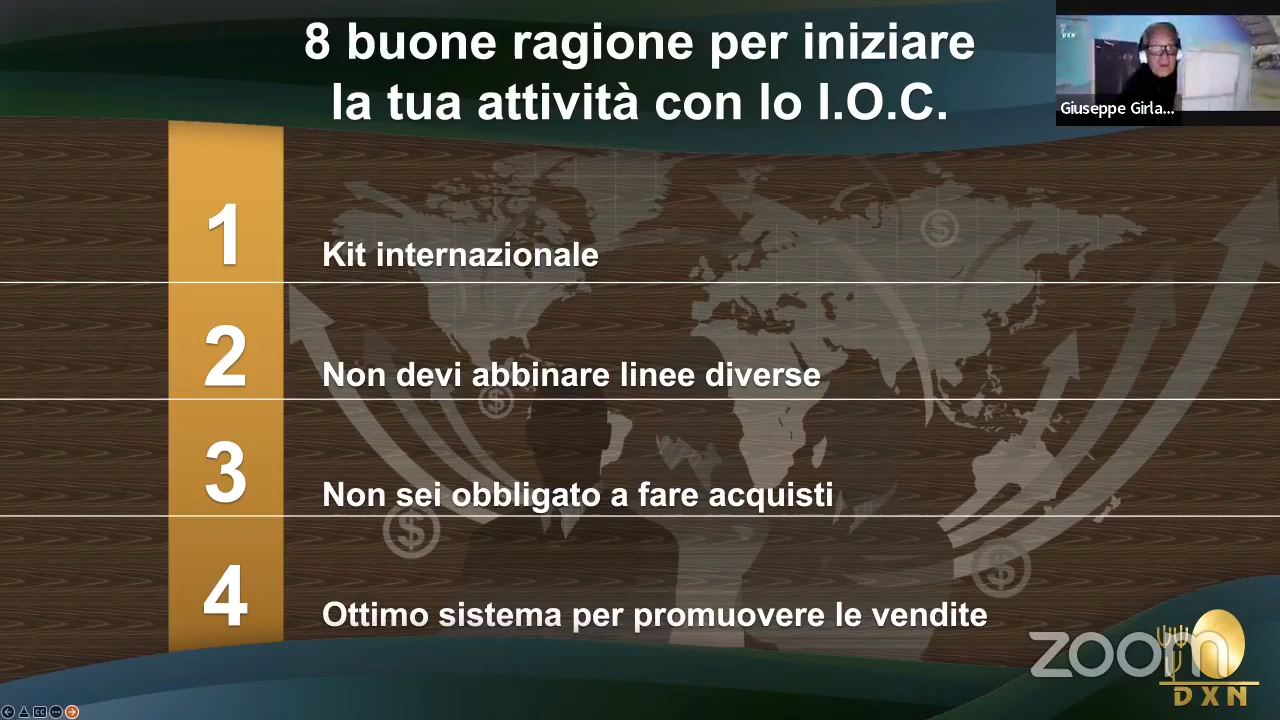 8 buone ragione per iniziare
la tua attività con lo I.O.C.
DXN
Giuseppe Girla...
1
Kit internazionale
2
Non devi abbinare linee diverse
3
Non sei obbligato a fare acquisti
4
Ottimo sistema per promuovere le vendite
zoom
DXN